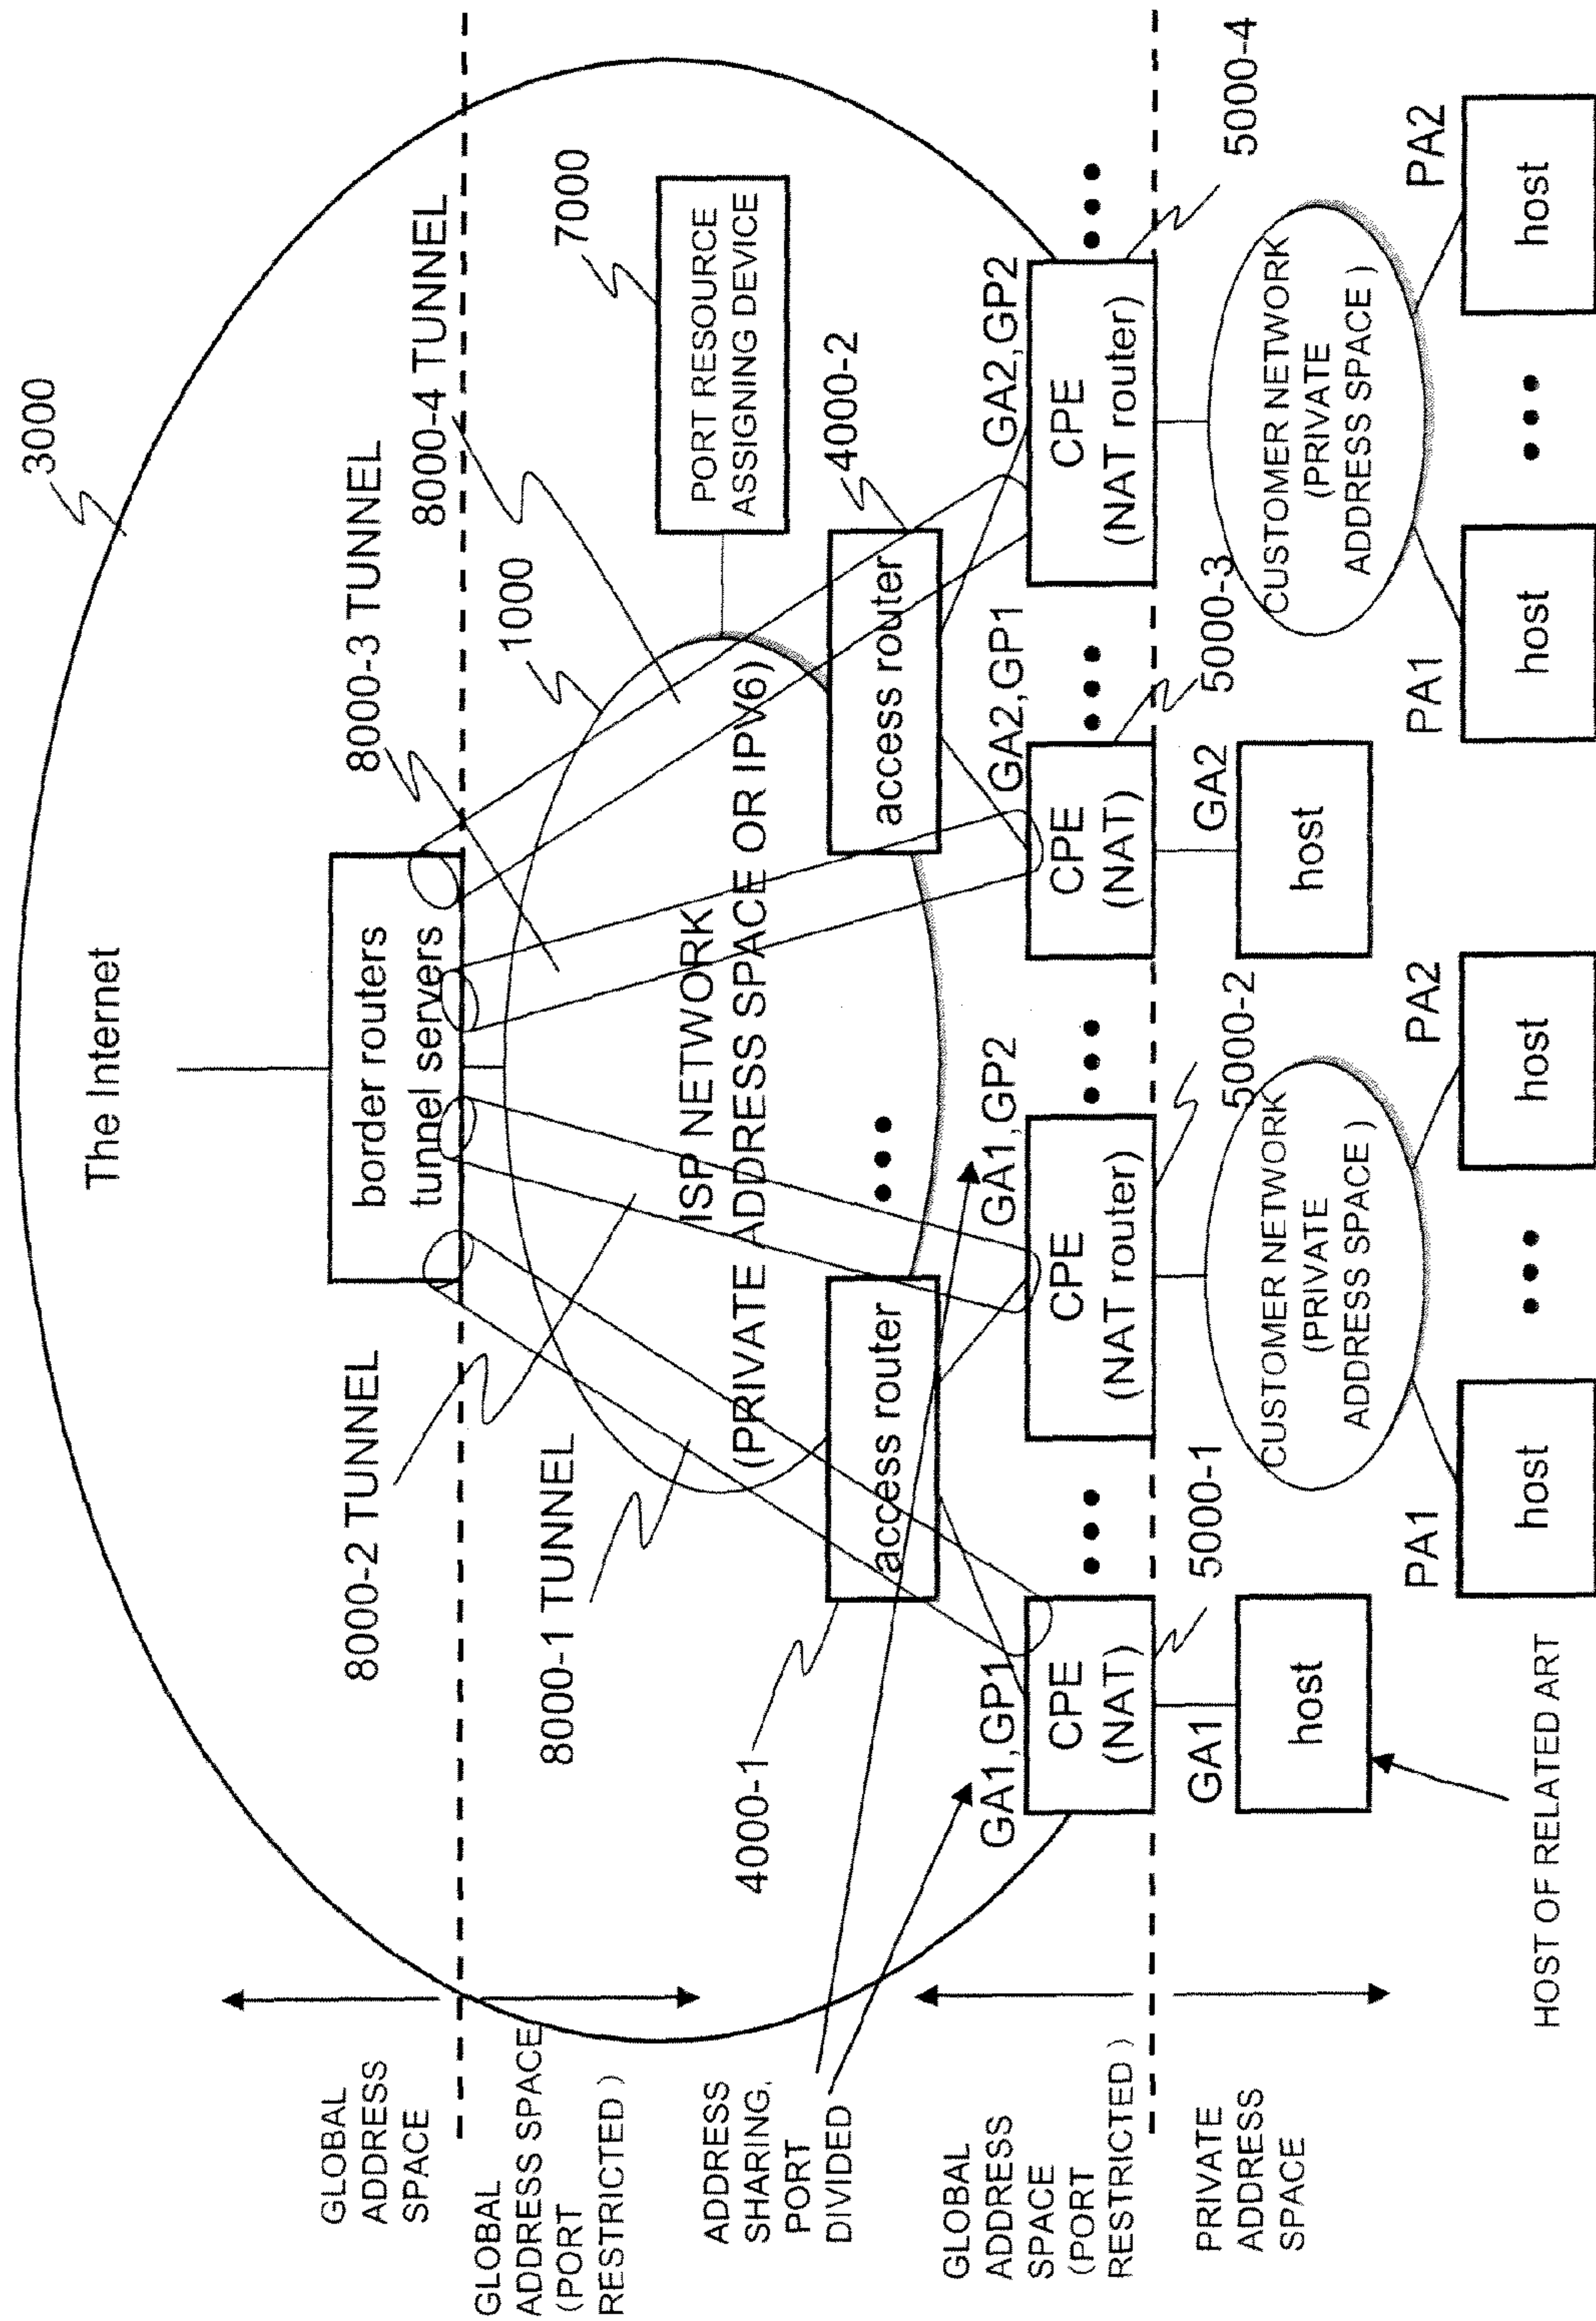 3000
The Internet
8000-4 TUNNEL
8000-3 TUNNEL
8000-2 TUNNEL
8000-1 TUNNEL
border routers
tunnel servers
1000
7000
PORT RESOURCE
ASSIGNING DEVICE
ISP NETWORK
(PRIVATE ADDRESS SPACE OR IPV6)
4000-1
access router
...
4000-2
access router
GA1,GP1
CPE
(NAT)
...
GA1,GP2
CPE
(NAT router)
...
GA2,GP1
CPE
(NAT)
...
GA2,GP2
CPE
(NAT router)
...
5000-1
5000-2
5000-3
5000-4
GA1
host
CUSTOMER NETWORK
(PRIVATE
ADDRESS SPACE)
GA2
host
CUSTOMER NETWORK
(PRIVATE
ADDRESS SPACE)
PA1
host
...
PA2
host
PA1
host
...
PA2
host
HOST OF RELATED ART
GLOBAL
ADDRESS
SPACE
GLOBAL
ADDRESS SPACE
(PORT
RESTRICTED)
ADDRESS
SHARING,
PORT
DIVIDED
GLOBAL
ADDRESS
SPACE
(PORT
RESTRICTED)
PRIVATE
ADDRESS
SPACE